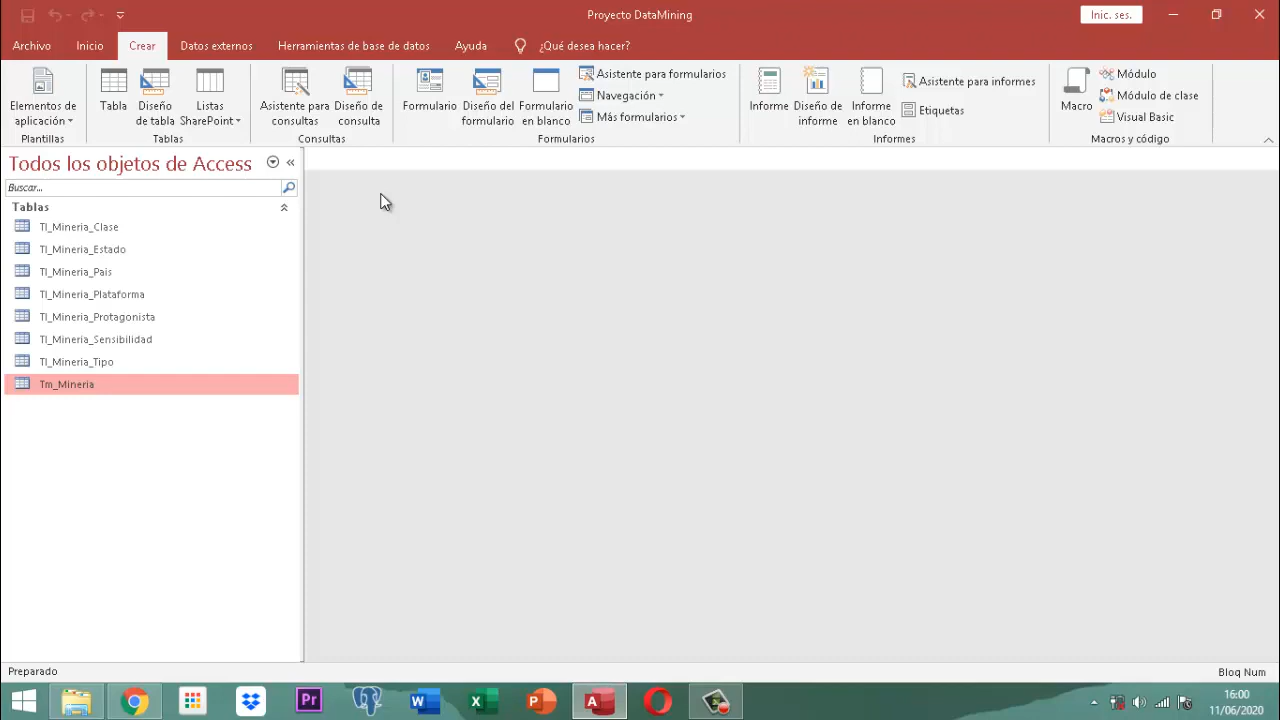 Proyecto DataMining
Inic. ses.
Archivo Inicio Crear Datos externos Herramientas de base de datos Ayuda ¿Qué desea hacer?
Elementos de aplicación
Plantillas
Tabla
Diseño de tabla
Listas SharePoint
Tablas
Asistente para consultas
Diseño de consulta
Consultas
Formulario
Diseño del formulario
Formulario en blanco
Asistente para formularios
Navegación
Más formularios
Formularios
Informe
Diseño de informe
Informe en blanco
Asistente para informes
Etiquetas
Informes
Macro
Módulo
Módulo de clase
Visual Basic
Macros y código
Todos los objetos de Access
Buscar...
Tablas
Tl_Mineria_Clase
Tl_Mineria_Estado
Tl_Mineria_Pais
Tl_Mineria_Plataforma
Tl_Mineria_Protagonista
Tl_Mineria_Sensibilidad
Tl_Mineria_Tipo
Tm_Mineria
Preparado
Bloq Num
Pr
W
X
P
A
16:00
11/06/2020